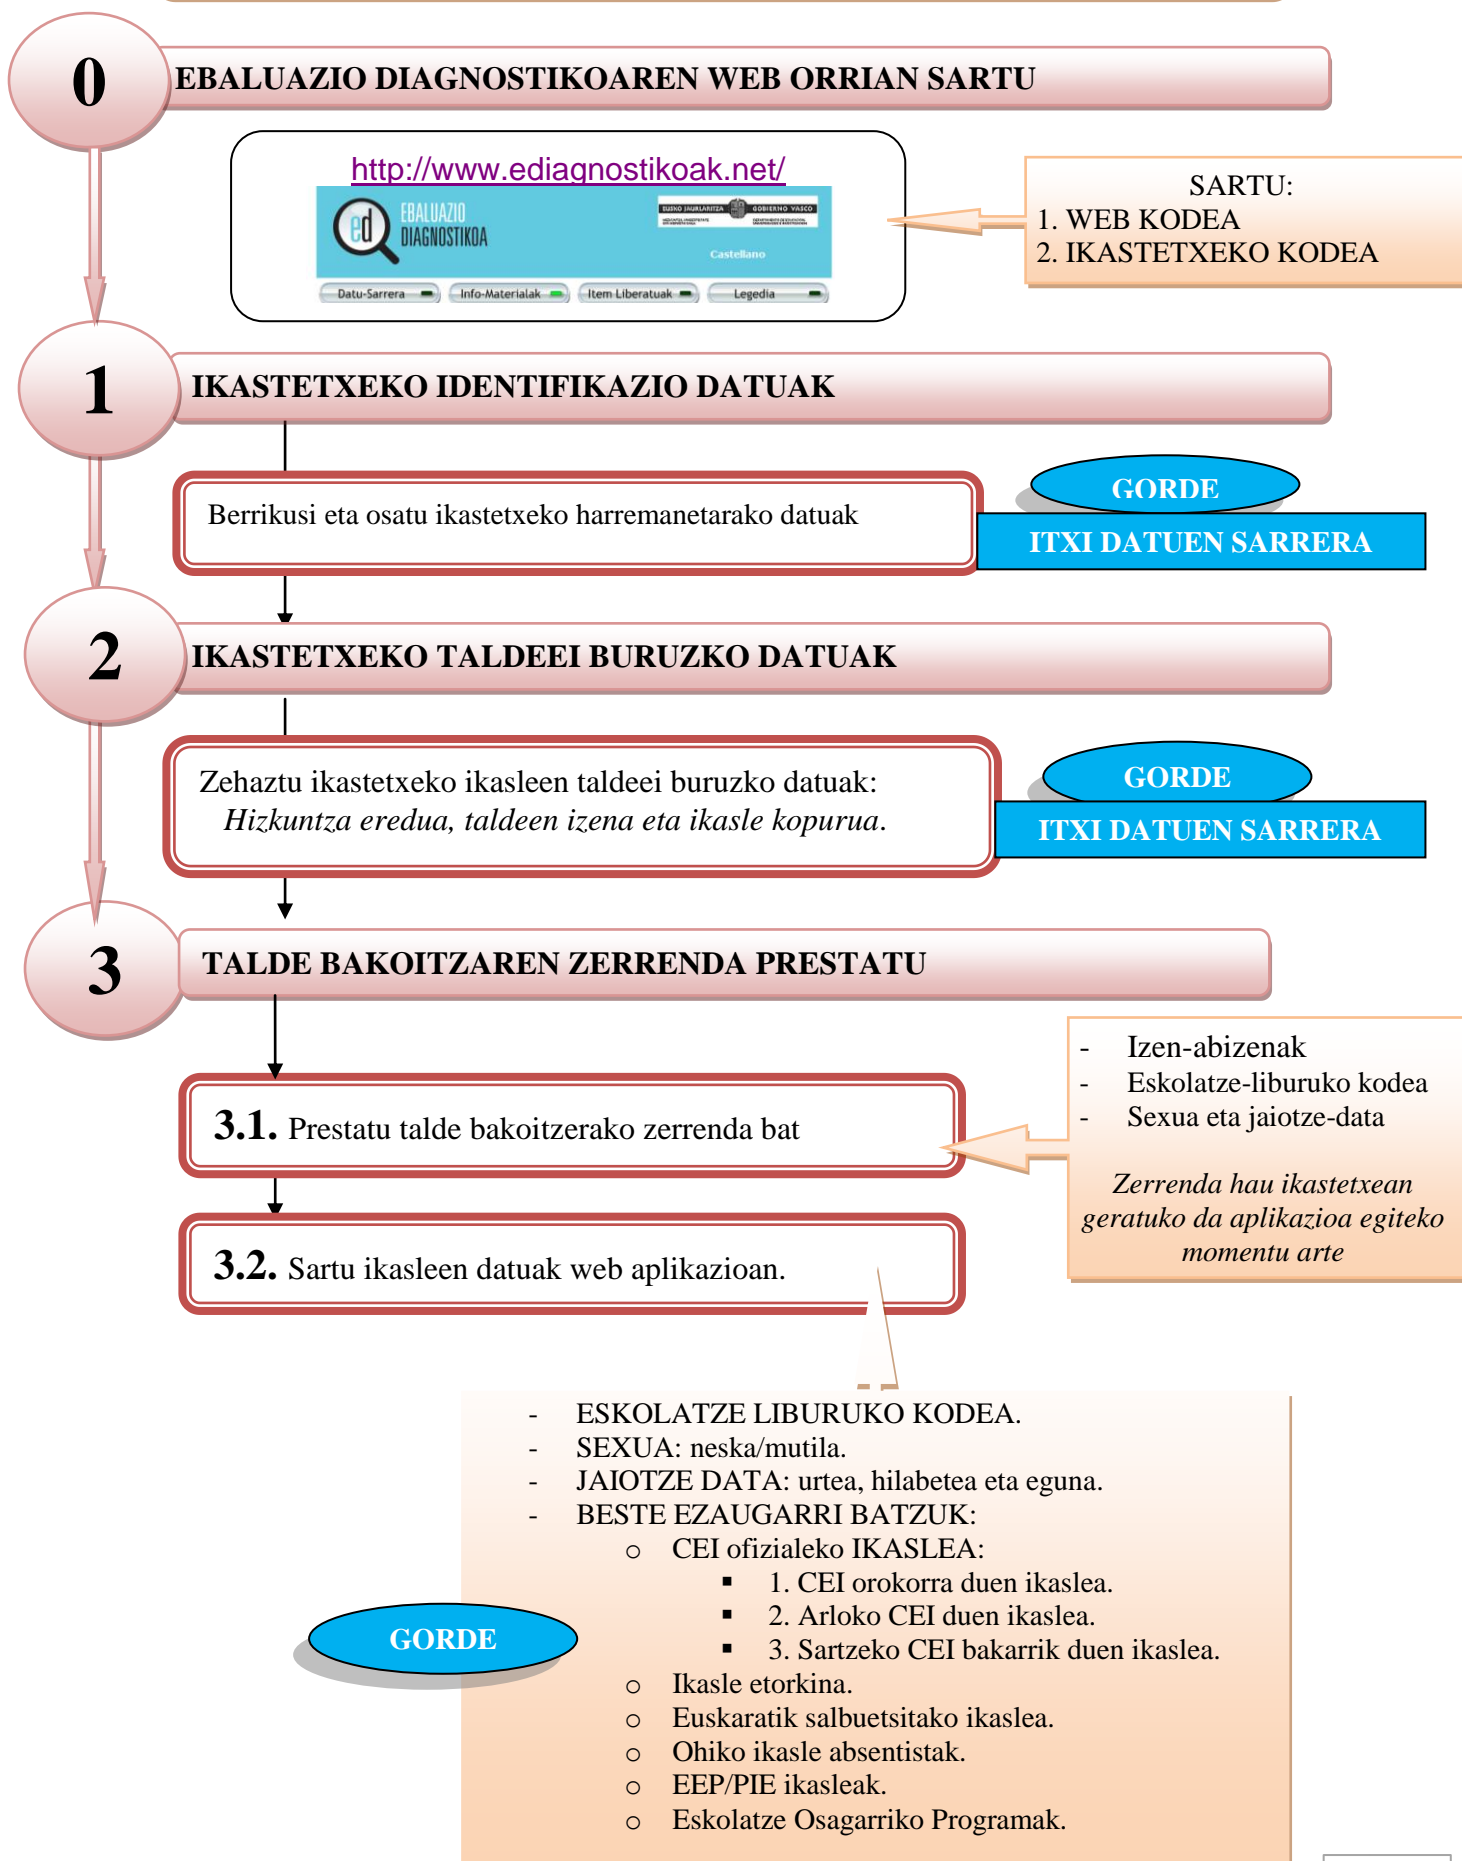 0
EBALUAZIO DIAGNOSTIKOAREN WEB ORRIAN SARTU
http://www.ediagnostikoak.net/
ed
EBALUAZIO
DIAGNOSTIKOA
EUSKO JAURLARITZA
GOBIERNO VASCO
Castellano
Datu-Sarrera
Info-Materialak
Item Liberatuak
Legedia
SARTU:
1. WEB KODEA
2. IKASTETXEKO KODEA
1
IKASTETXEKO IDENTIFIKAZIO DATUAK
Berrikusi eta osatu ikastetxeko harremanetarako datuak
GORDE
ITXI DATUEN SARRERA
2
IKASTETXEKO TALDEEI BURUZKO DATUAK
Zehaztu ikastetxeko ikasleen taldeei buruzko datuak:
Hizkuntza eredua, taldeen izena eta ikasle kopurua.
GORDE
ITXI DATUEN SARRERA
3
TALDE BAKOITZAREN ZERRENDA PRESTATU
3.1. Prestatu talde bakoitzerako zerrenda bat
- Izen-abizenak
- Eskolatze-liburuko kodea
- Sexua eta jaiotze-data
Zerrenda hau ikastetxean
geratuko da aplikazioa egiteko
momentu arte
3.2. Sartu ikasleen datuak web aplikazioan.
- ESKOLATZE LIBURUKO KODEA.
- SEXUA: neska/mutila.
- JAIOTZE DATA: urtea, hilabetea eta eguna.
- BESTE EZAUGARRI BATZUK:
o CEI ofizialeko IKASLEA:
▪ 1. CEI orokorra duen ikaslea.
▪ 2. Arloko CEI duen ikaslea.
▪ 3. Sartzeko CEI bakarrik duen ikaslea.
o Ikasle etorkina.
o Euskaratik salbuetsitako ikaslea.
o Ohiko ikasle absentistak.
o EEP/PIE ikasleak.
o Eskolatze Osagarriko Programak.
GORDE